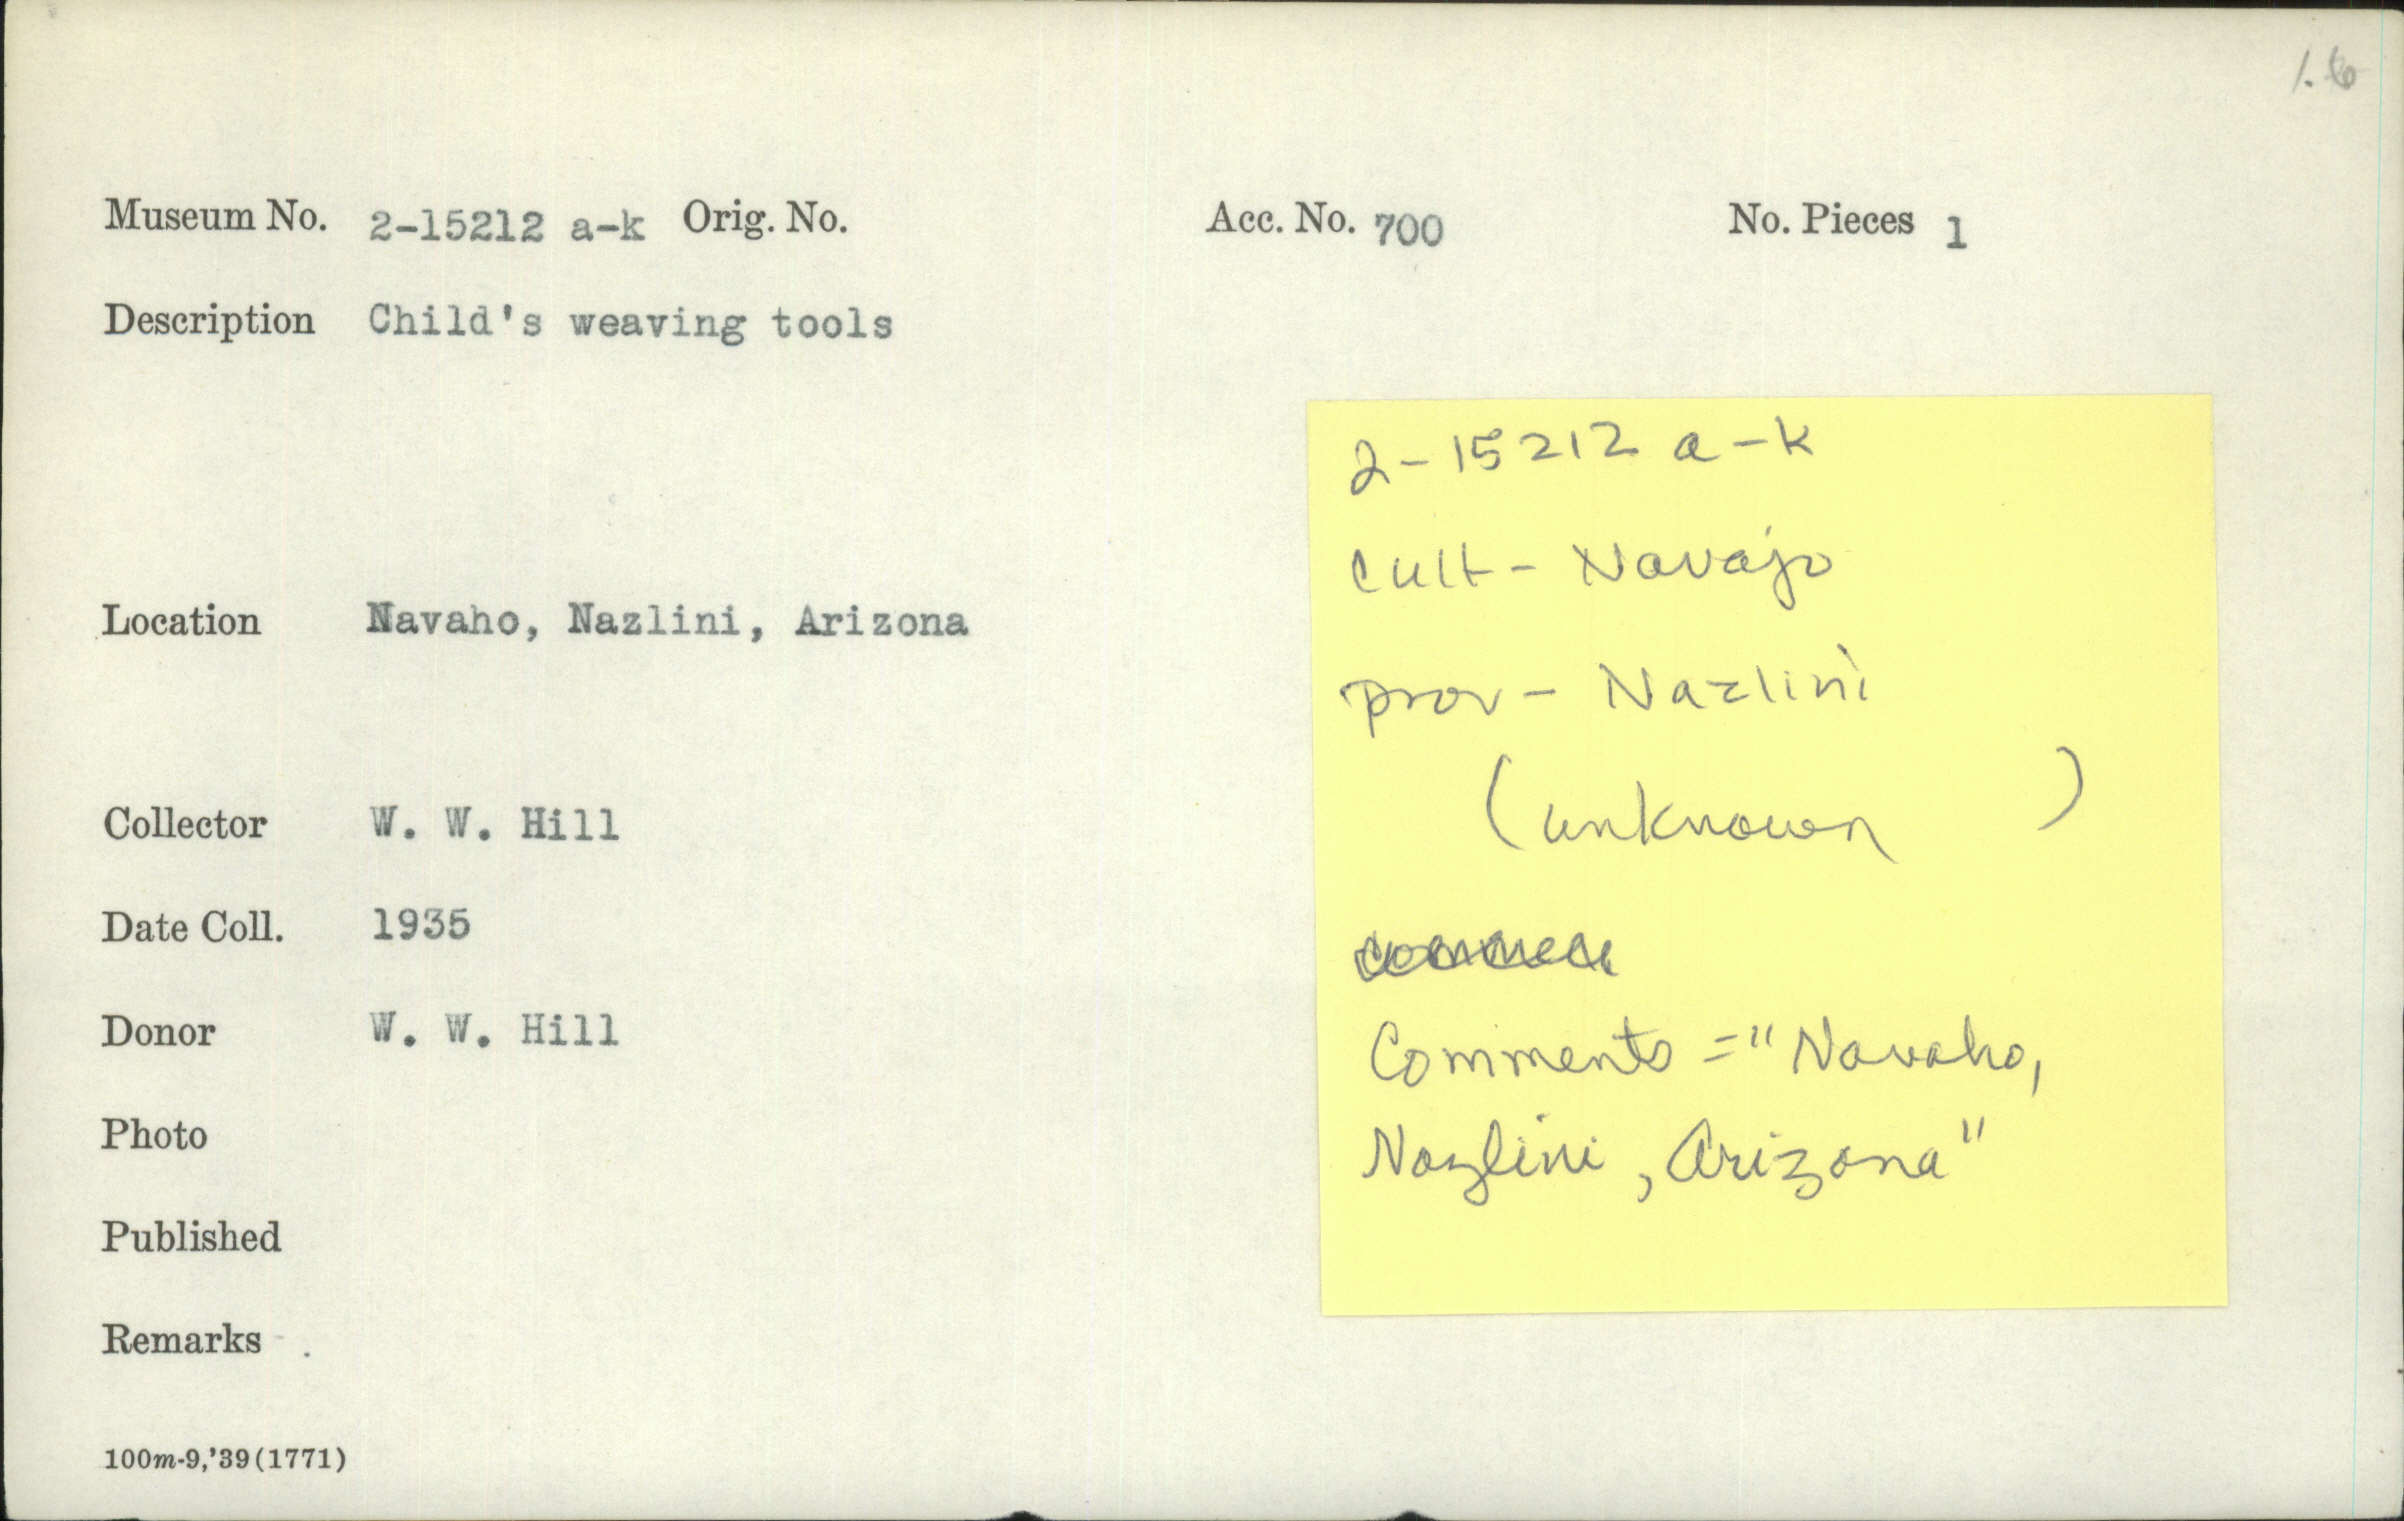 1.6
Museum No. 2-15212 a-k Orig. No. Acc. No. 700 No. Pieces 1
Description Child's weaving tools
Location Navaho, Nazlini, Arizona
Collector W. W. Hill
Date Coll. 1935
Donor W. W. Hill
Photo
Published
Remarks .
100m-9,'39(1771)
2-15212 a-k
Cult - Navajo
prov - Nazlini
(unknown )
Comments = "Navaho,
Nazlini, Arizona"